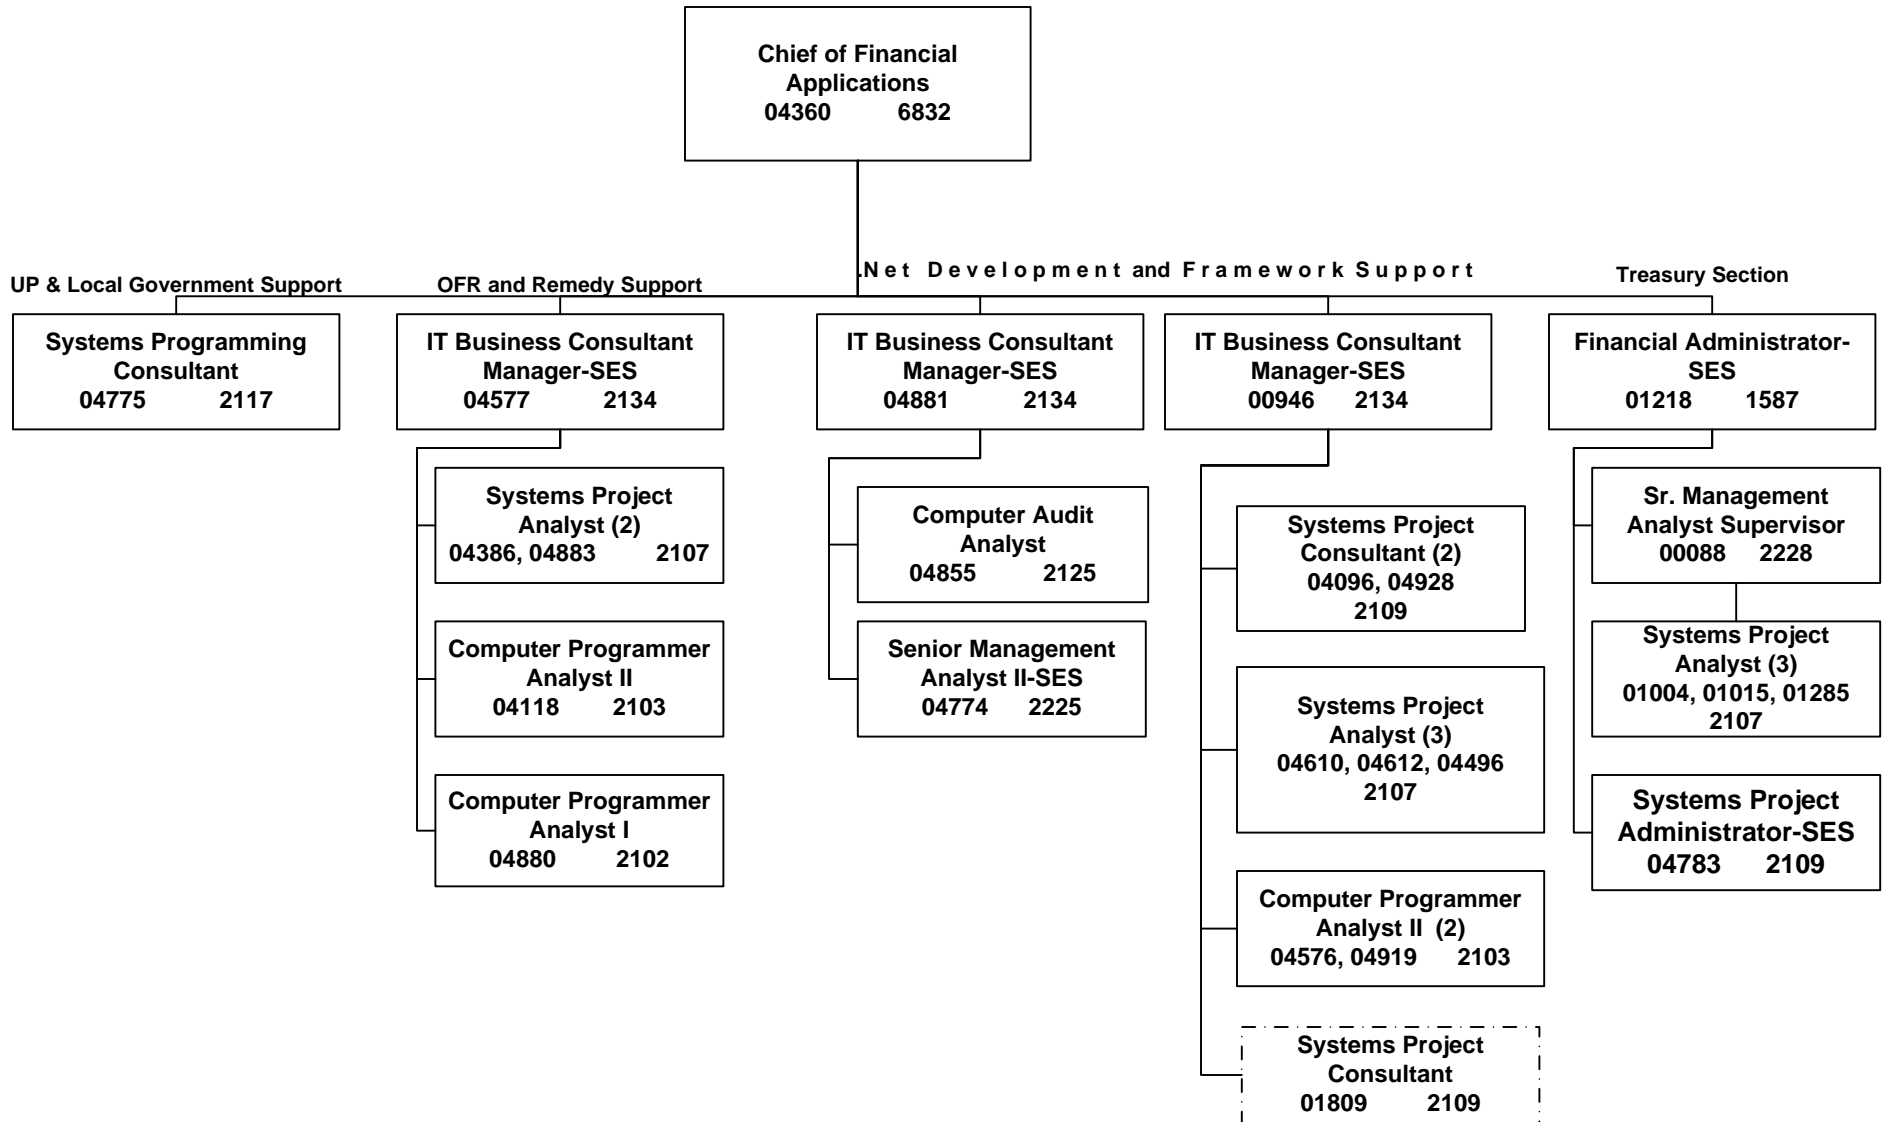 Chief of Financial
Applications
04360 6832
UP & Local Government Support
OFR and Remedy Support
.Net Development and Framework Support
Treasury Section
Systems Programming
Consultant
04775 2117
IT Business Consultant
Manager-SES
04577 2134
IT Business Consultant
Manager-SES
04881 2134
IT Business Consultant
Manager-SES
00946 2134
Financial Administrator-
SES
01218 1587
Systems Project
Analyst (2)
04386, 04883 2107
Computer Programmer
Analyst II
04118 2103
Computer Programmer
Analyst I
04880 2102
Computer Audit
Analyst
04855 2125
Senior Management
Analyst II-SES
04774 2225
Systems Project
Consultant (2)
04096, 04928
2109
Systems Project
Analyst (3)
04610, 04612, 04496
2107
Computer Programmer
Analyst II (2)
04576, 04919 2103
Systems Project
Consultant
01809 2109
Sr. Management
Analyst Supervisor
00088 2228
Systems Project
Analyst (3)
01004, 01015, 01285
2107
Systems Project
Administrator-SES
04783 2109